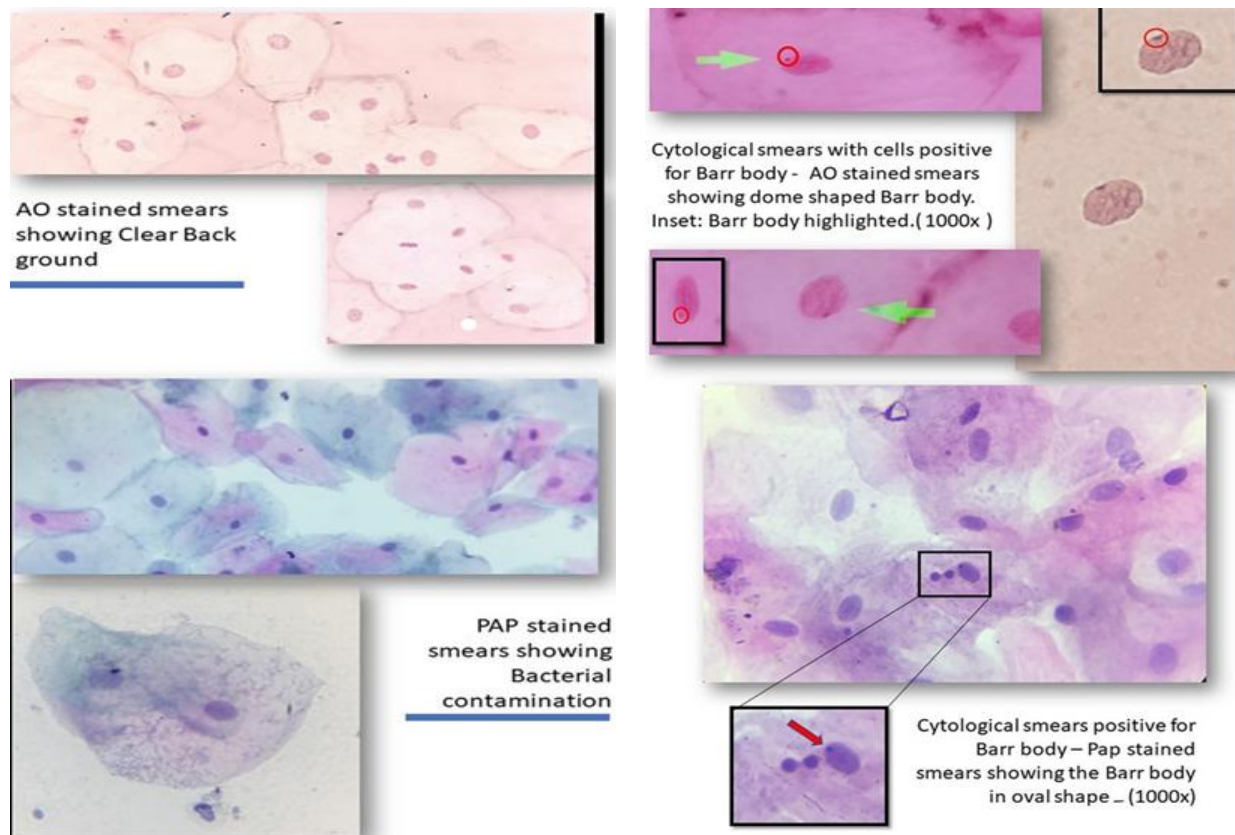 AO stained smears
showing Clear Back
ground
PAP stained
smears showing
Bacterial
contamination
Cytological smears with cells positive
for Barr body - AO stained smears
showing dome shaped Barr body.
Inset: Barr body highlighted.(1000x )
Cytological smears positive for
Barr body – Pap stained
smears showing the Barr body
in oval shape – (1000x)